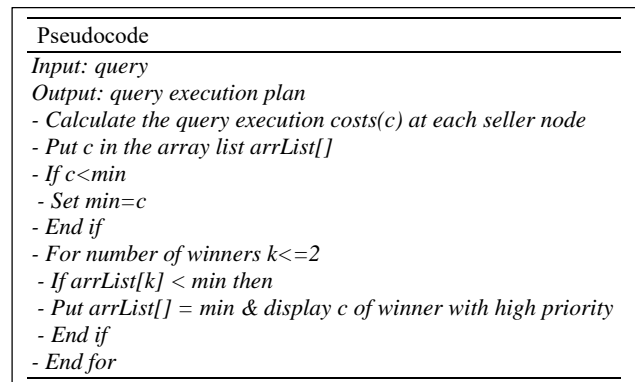 Pseudocode
Input: query
Output: query execution plan
- Calculate the query execution costs(c) at each seller node
- Put c in the array list arrList[]
- If c<min
- Set min=c
- End if
- For number of winners k<=2
- If arrList[k] < min then
- Put arrList[] = min & display c of winner with high priority
- End if
- End for